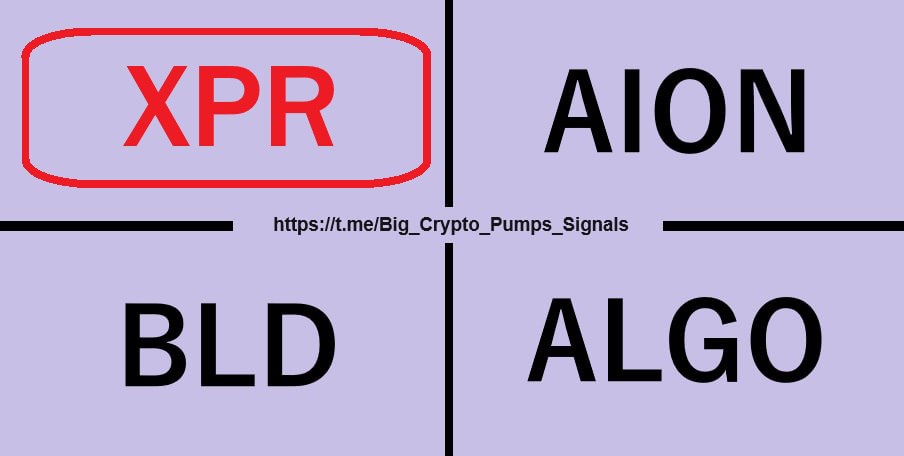 XPR
AION
https://t.me/Big_Crypto_Pumps_Signals
BLD
ALGO